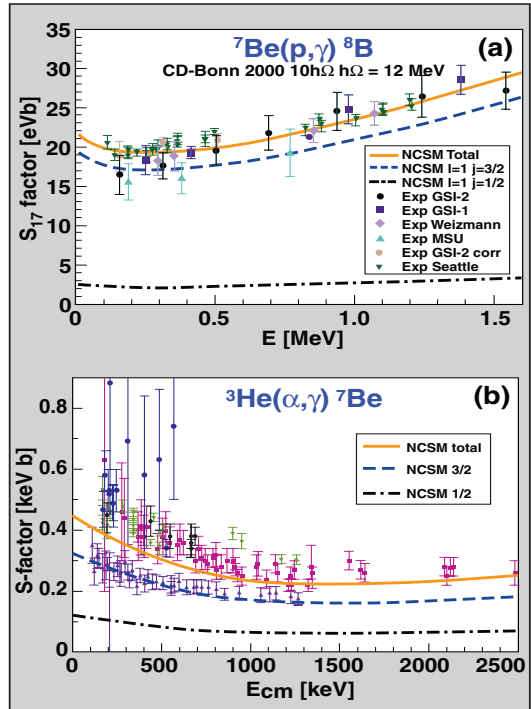 ⁷Be(p,γ) ⁸B
(a)
CD-Bonn 2000 10hΩ hΩ = 12 MeV
S₁₇ factor [eVb]
35
30
25
20
15
10
5
0
NCSM Total
NCSM l=1 j=3/2
NCSM l=1 j=1/2
Exp GSI-2
Exp GSI-1
Exp Weizmann
Exp MSU
Exp GSI-2 corr
Exp Seattle
0 0.5 1.0 1.5
E [MeV]
³He(α,γ) ⁷Be
(b)
S-factor [keV b]
0.8
0.6
0.4
0.2
0
NCSM total
NCSM 3/2
NCSM 1/2
0 500 1000 1500 2000 2500
Ecm [keV]